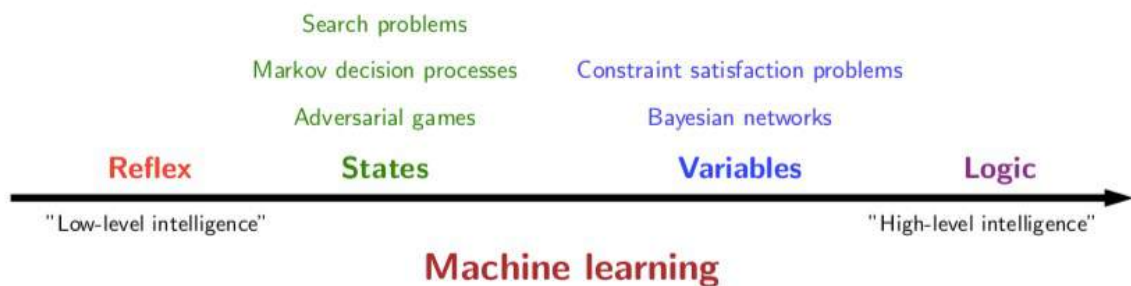 Search problems
Markov decision processes Constraint satisfaction problems
Adversarial games Bayesian networks
Reflex States Variables Logic
"Low-level intelligence" "High-level intelligence"
Machine learning